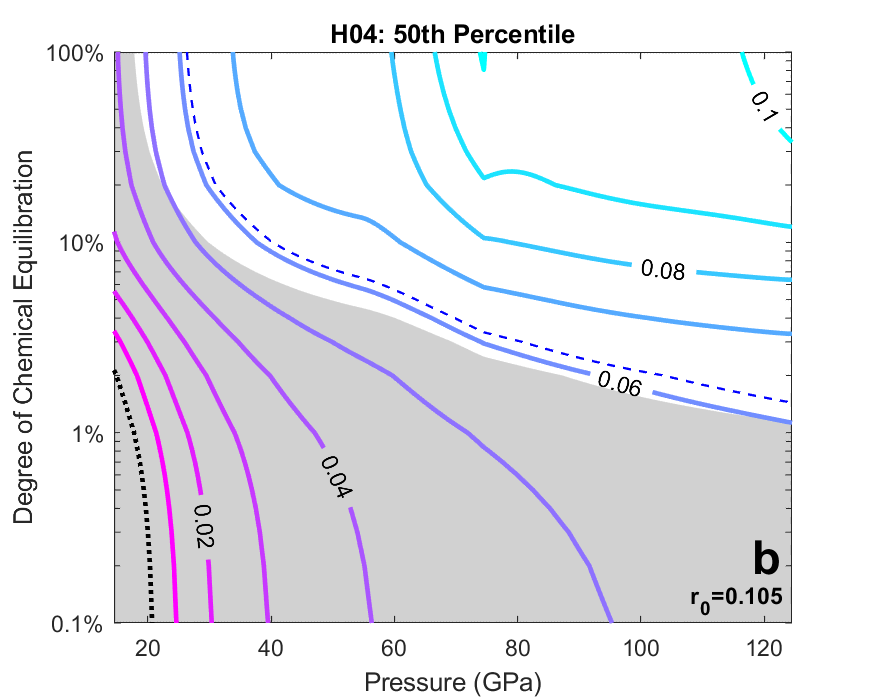 H04: 50th Percentile
100%
10%
1%
0.1%
Degree of Chemical Equilibration
0.1
0.08
0.06
0.04
0.02
b
r0=0.105
20 40 60 80 100 120
Pressure (GPa)